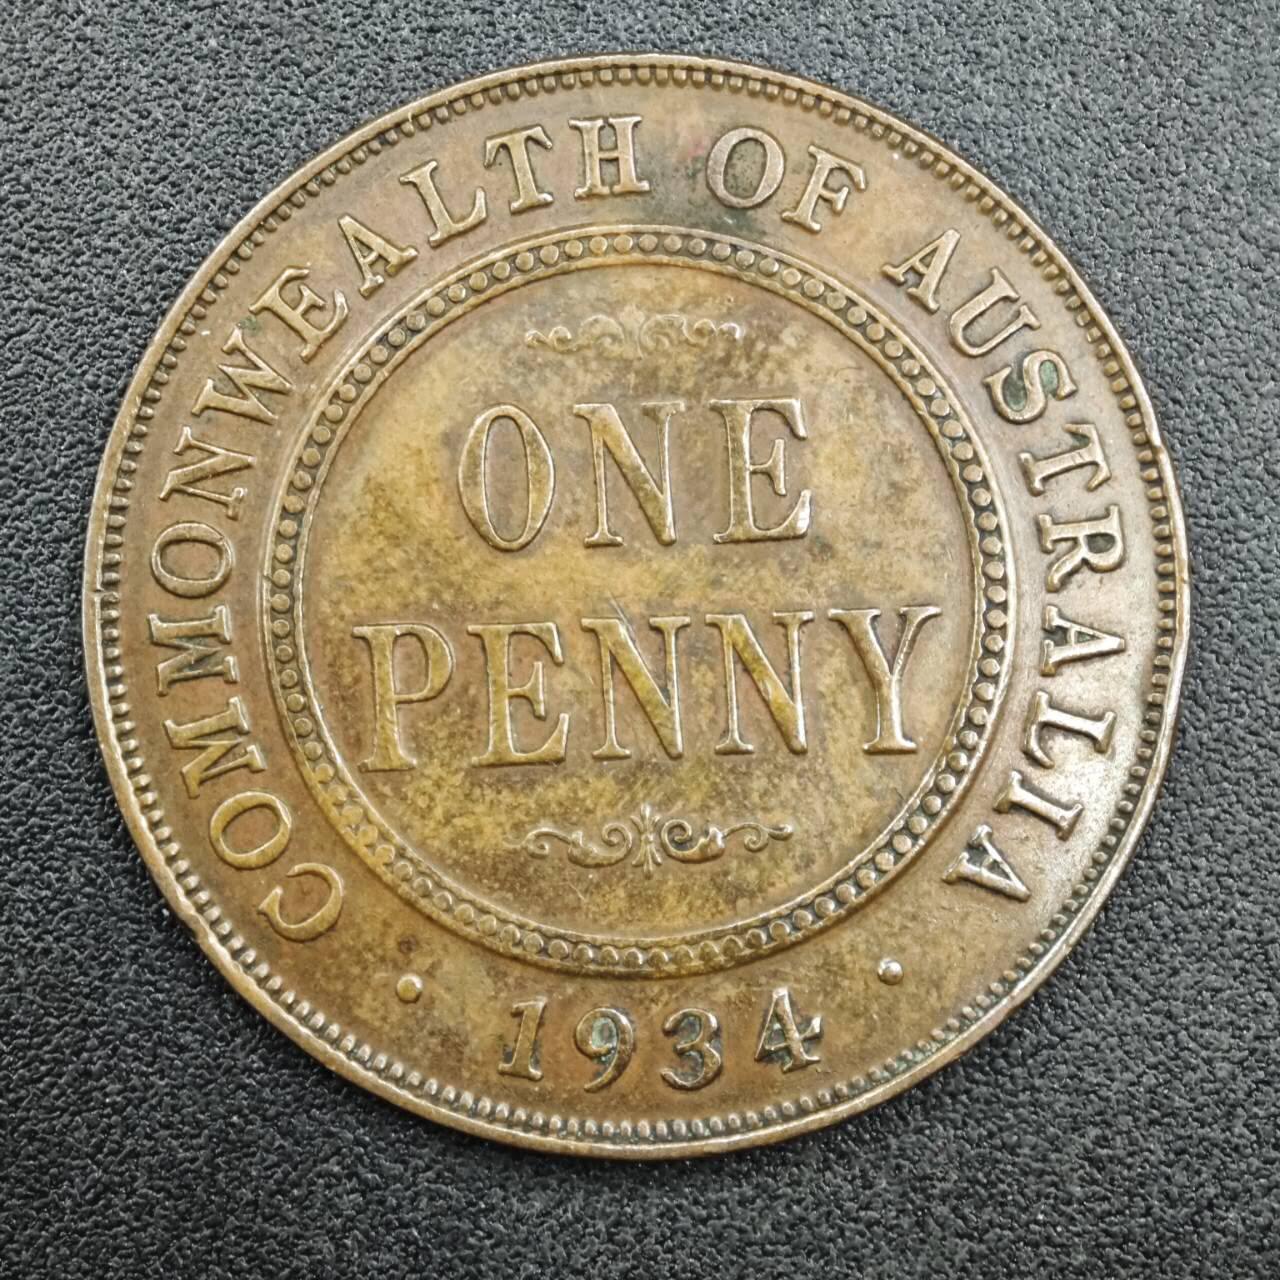 COMMONWEALTH OF AUSTRALIA
ONE
PENNY
· 1934 ·